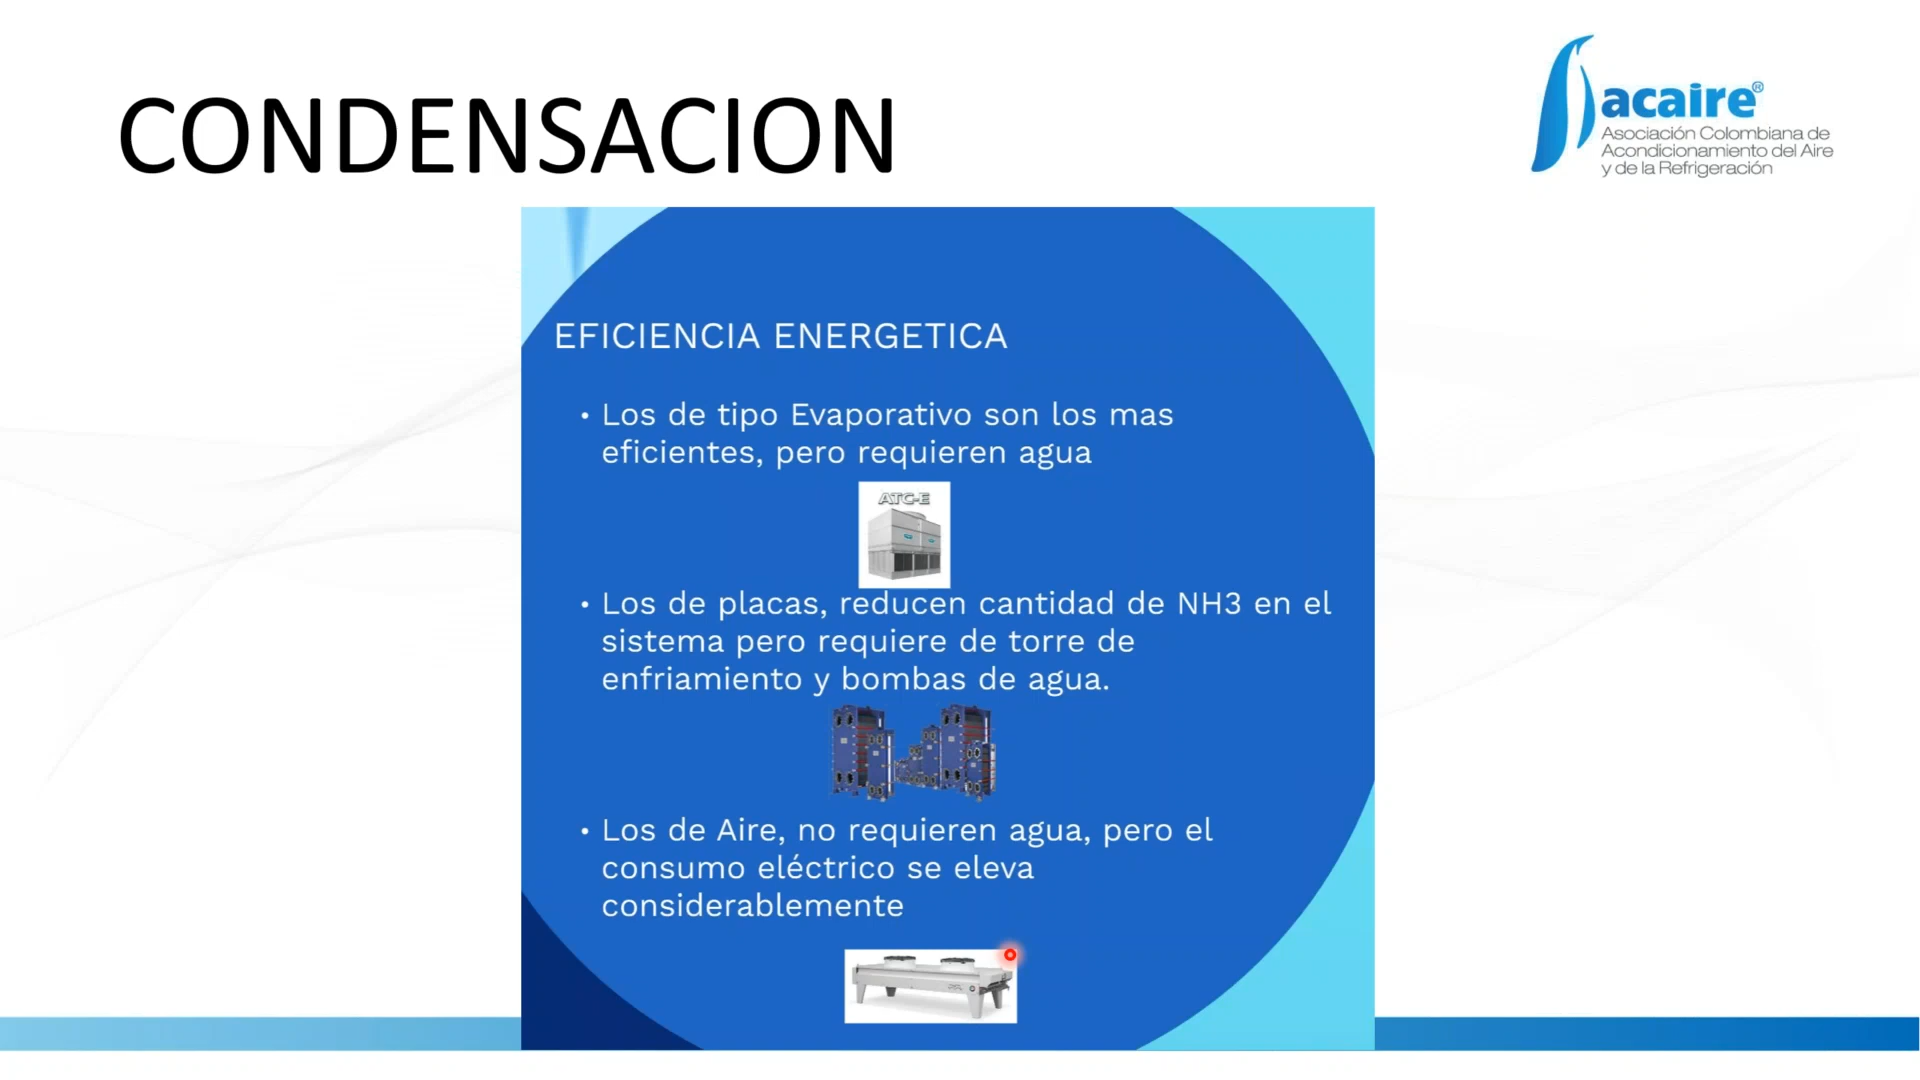 CONDENSACION
acaire®
Asociación Colombiana de
Acondicionamiento del Aire
y de la Refrigeración
EFICIENCIA ENERGETICA
• Los de tipo Evaporativo son los mas
eficientes, pero requieren agua
ATC-E
• Los de placas, reducen cantidad de NH3 en el
sistema pero requiere de torre de
enfriamiento y bombas de agua.
• Los de Aire, no requieren agua, pero el
consumo eléctrico se eleva
considerablemente